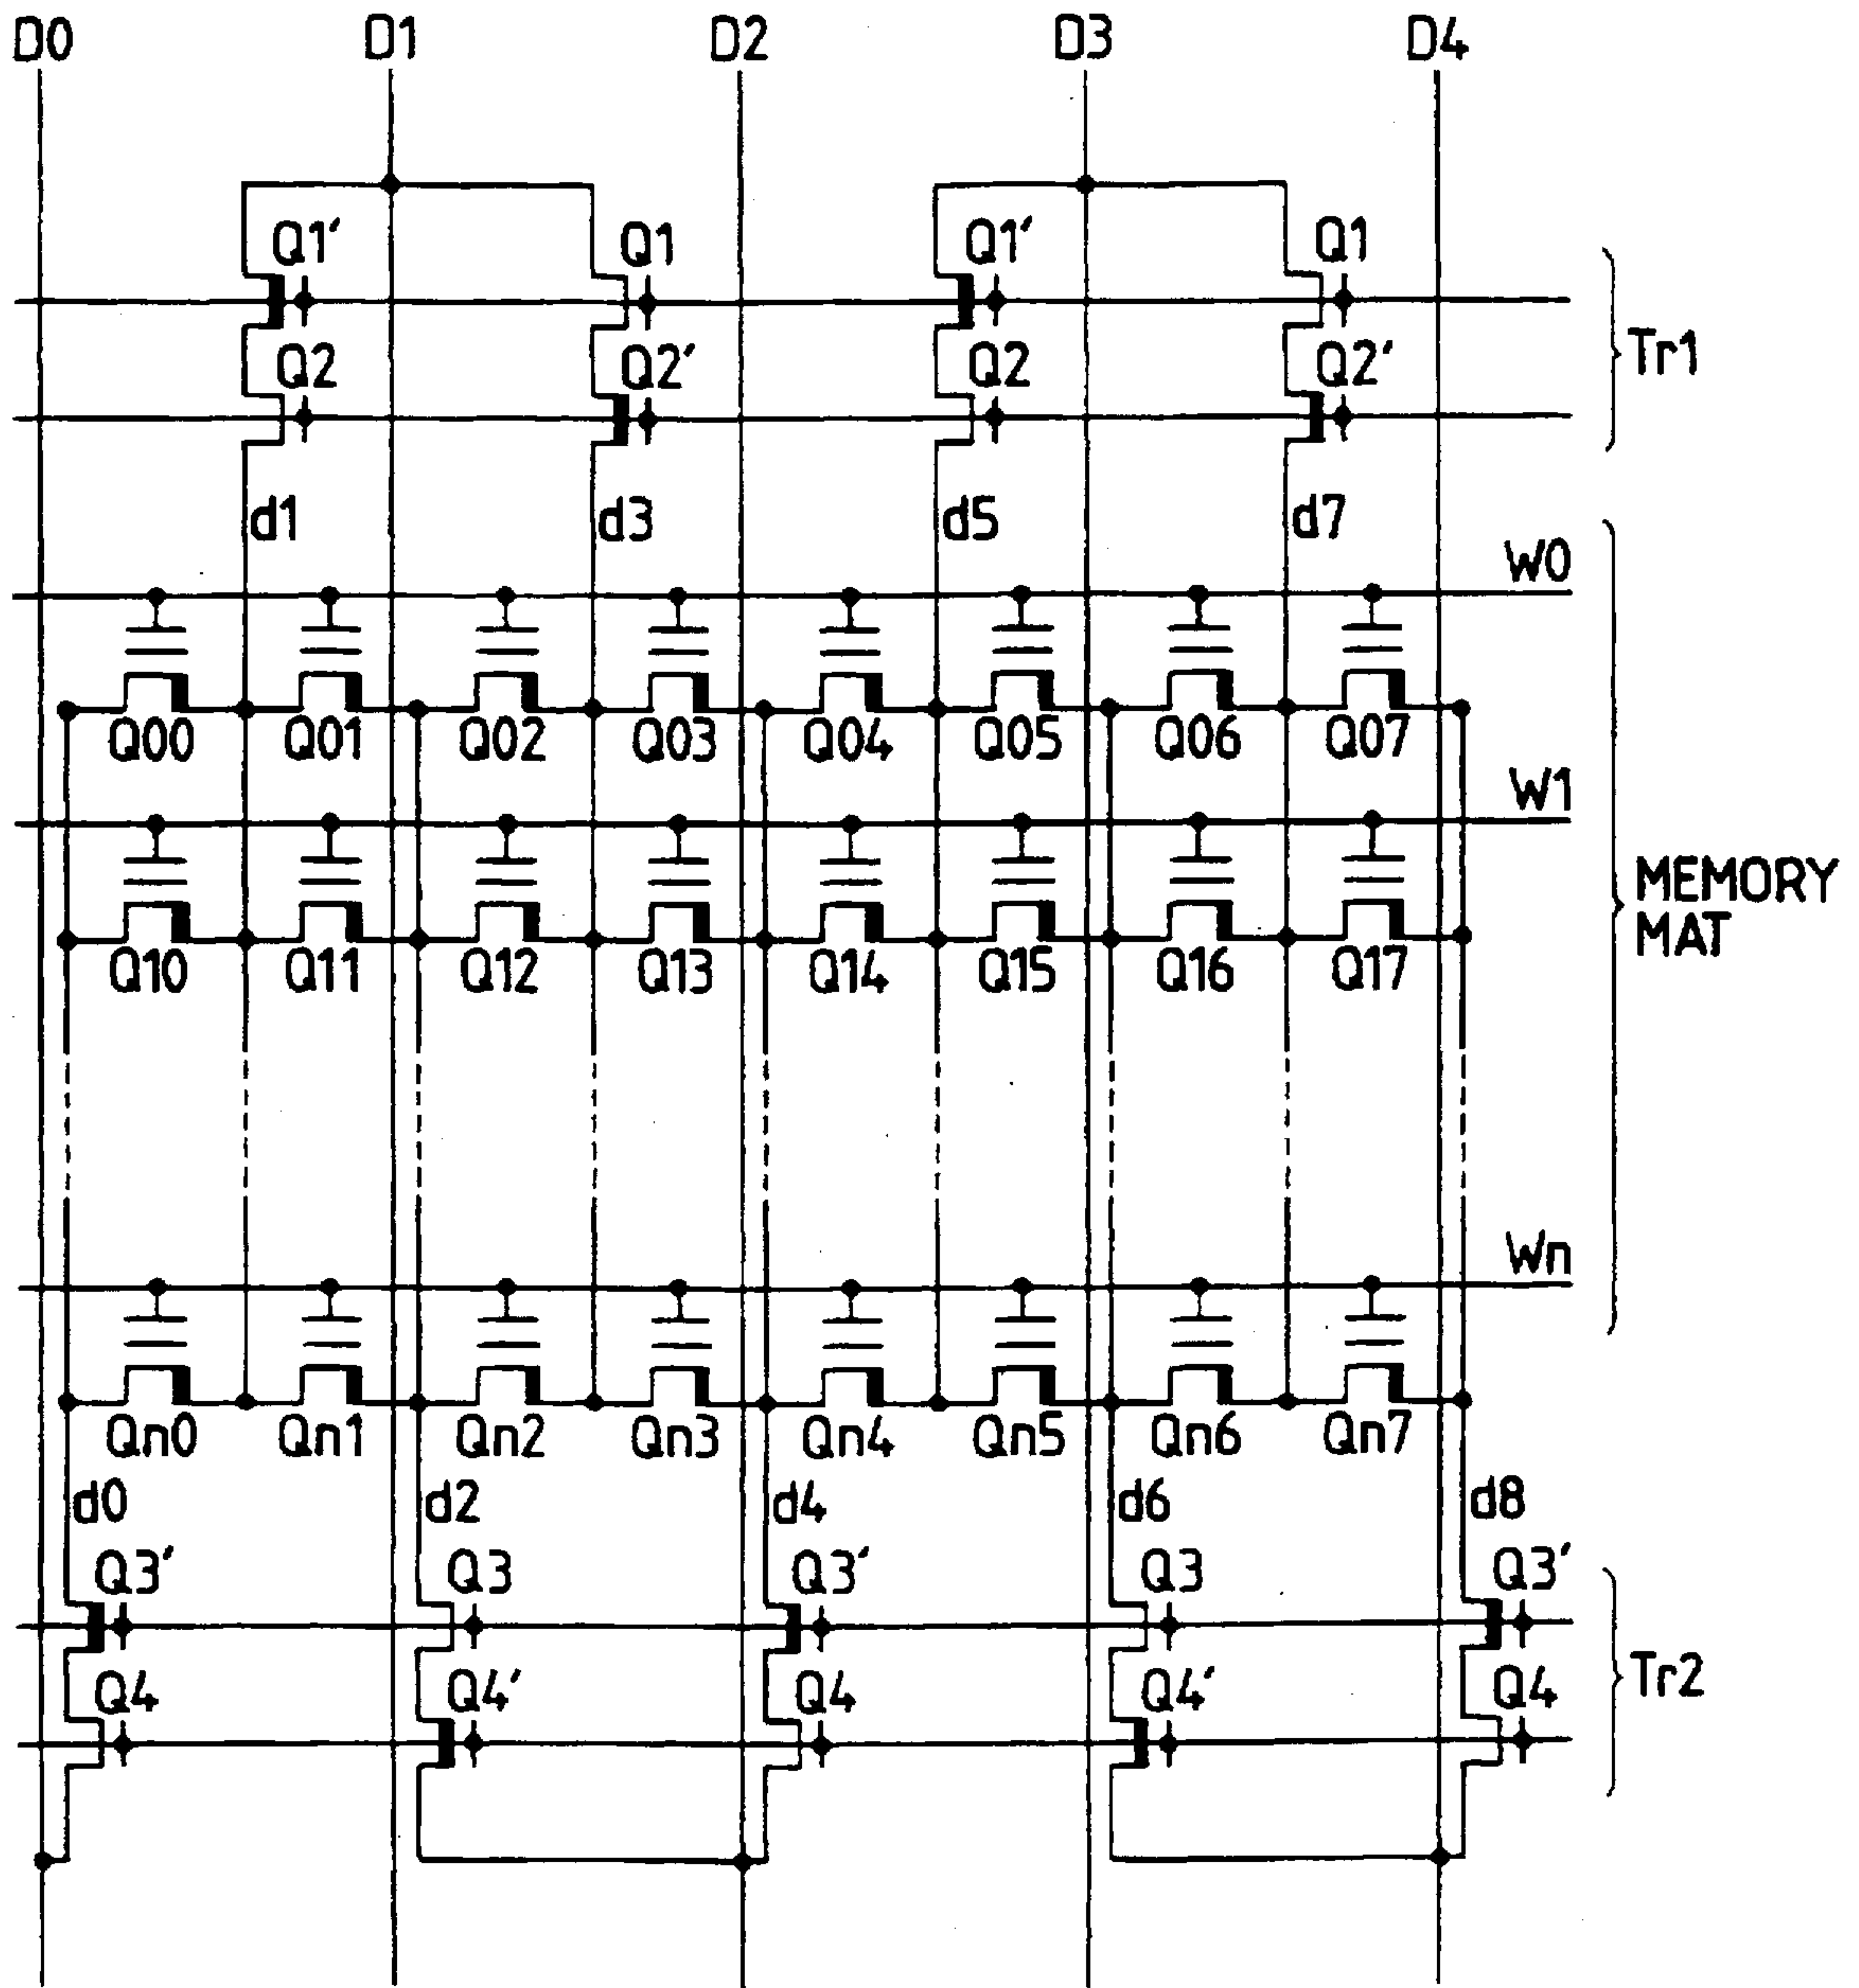 D0 D1 D2 D3 D4
Q1′ Q1 Q1′ Q1
Tr1
Q2 Q2′ Q2 Q2′
d1 d3 d5 d7
W0
Q00 Q01 Q02 Q03 Q04 Q05 Q06 Q07
W1
MEMORY
MAT
Q10 Q11 Q12 Q13 Q14 Q15 Q16 Q17
Wn
Qn0 Qn1 Qn2 Qn3 Qn4 Qn5 Qn6 Qn7
d0 d2 d4 d6 d8
Q3′ Q3 Q3′ Q3 Q3′
Tr2
Q4 Q4′ Q4 Q4′ Q4